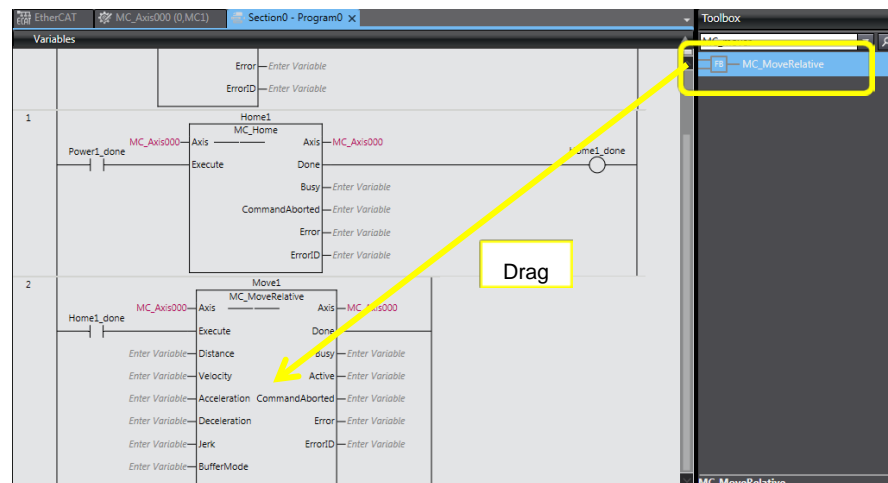 EtherCAT MC_Axis000 (0,MC1) Section0 - Program0 x Toolbox
Variables
Error Enter Variable
FB MC_MoveRelative
ErrorID Enter Variable
1 Home1
MC_Home
MC_Axis000 Axis Axis MC_Axis000
Power1_done Home1_done
Execute Done
Busy Enter Variable
CommandAborted Enter Variable
Error Enter Variable
ErrorID Enter Variable
Drag
2 Move1
MC_MoveRelative
MC_Axis000 Axis Axis MC_Axis000
Home1_done
Execute Done
Enter Variable Distance Busy Enter Variable
Enter Variable Velocity Active Enter Variable
Enter Variable Acceleration CommandAborted Enter Variable
Enter Variable Deceleration Error Enter Variable
Enter Variable Jerk ErrorID Enter Variable
Enter Variable BufferMode
MC_MoveRelative